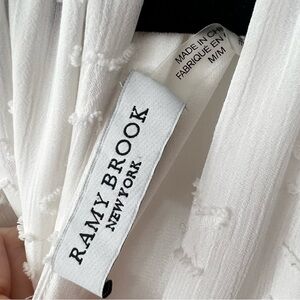 RAMY BROOK
NEW YORK
MADE IN
FABRIQUE EN
M/M